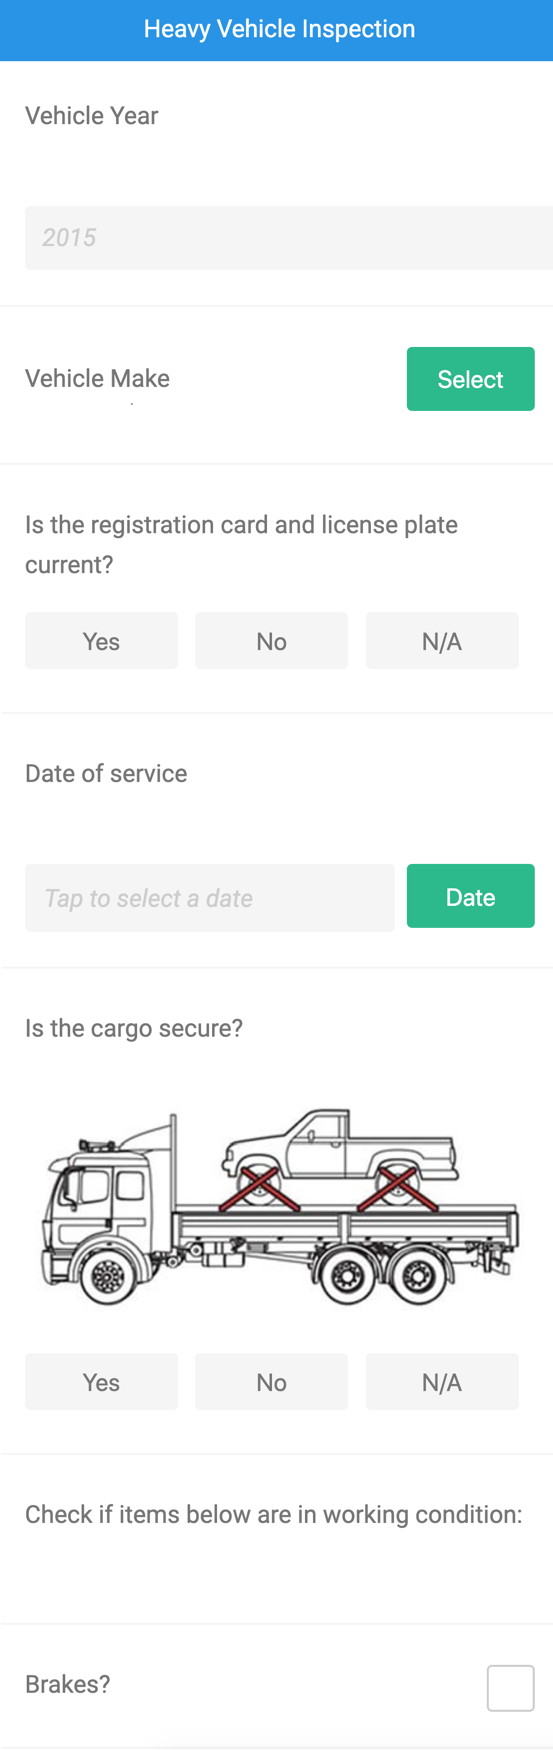 Heavy Vehicle Inspection
Vehicle Year
2015
Vehicle Make
Select
Is the registration card and license plate
current?
Yes
No
N/A
Date of service
Tap to select a date
Date
Is the cargo secure?
Yes
No
N/A
Check if items below are in working condition:
Brakes?